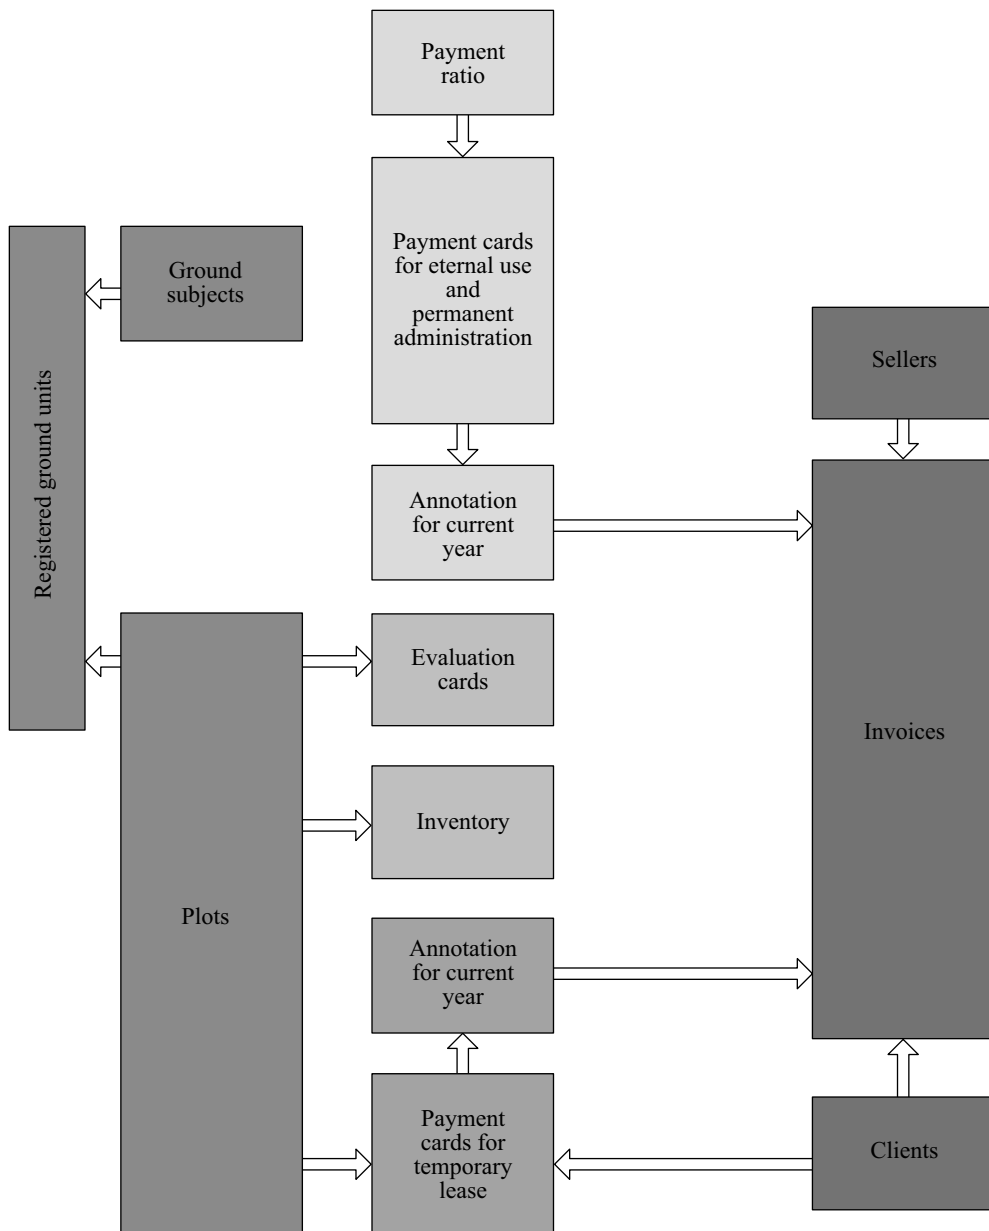 Payment
ratio
Payment cards
for eternal use
and
permanent
administration
Ground
subjects
Registered ground units
Sellers
Annotation
for current
year
Evaluation
cards
Invoices
Inventory
Plots
Annotation
for current
year
Payment
cards for
temporary
lease
Clients